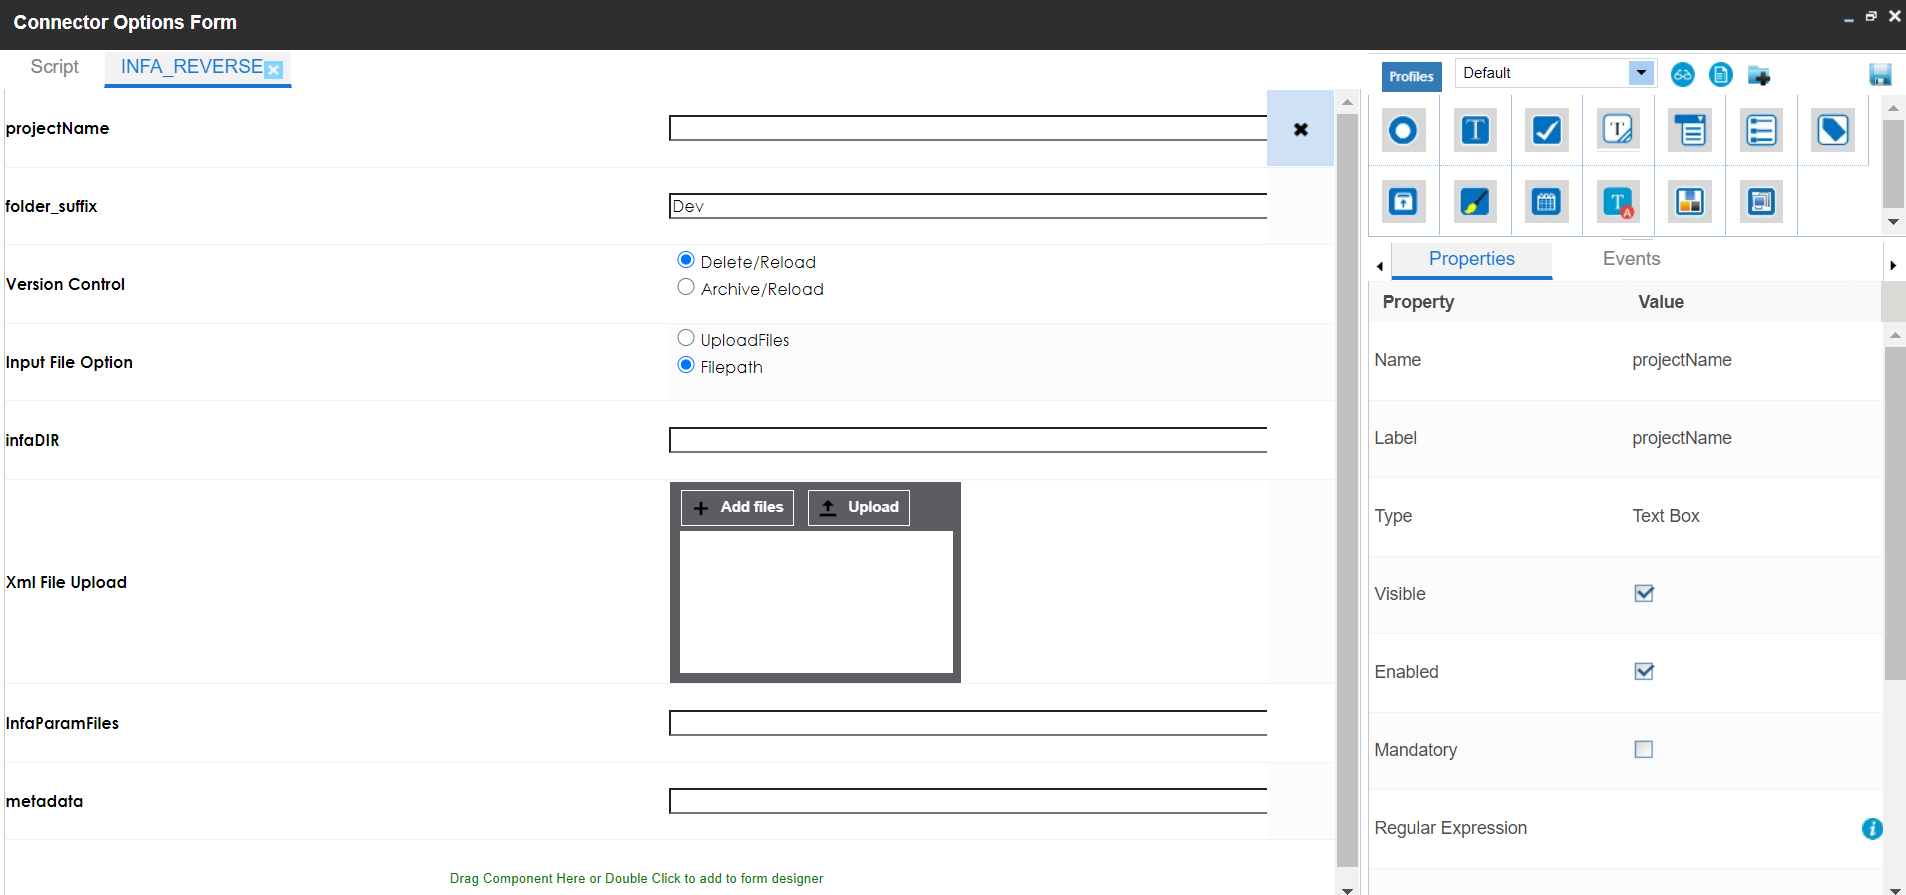 Connector Options Form
Script
INFA_REVERSE
Profiles
Default
projectName
folder_suffix
Dev
Version Control
Delete/Reload
Archive/Reload
Input File Option
UploadFiles
Filepath
infaDIR
Xml File Upload
Add files
Upload
InfaParamFiles
metadata
Drag Component Here or Double Click to add to form designer
Properties
Events
Property Value
Name projectName
Label projectName
Type Text Box
Visible
Enabled
Mandatory
Regular Expression